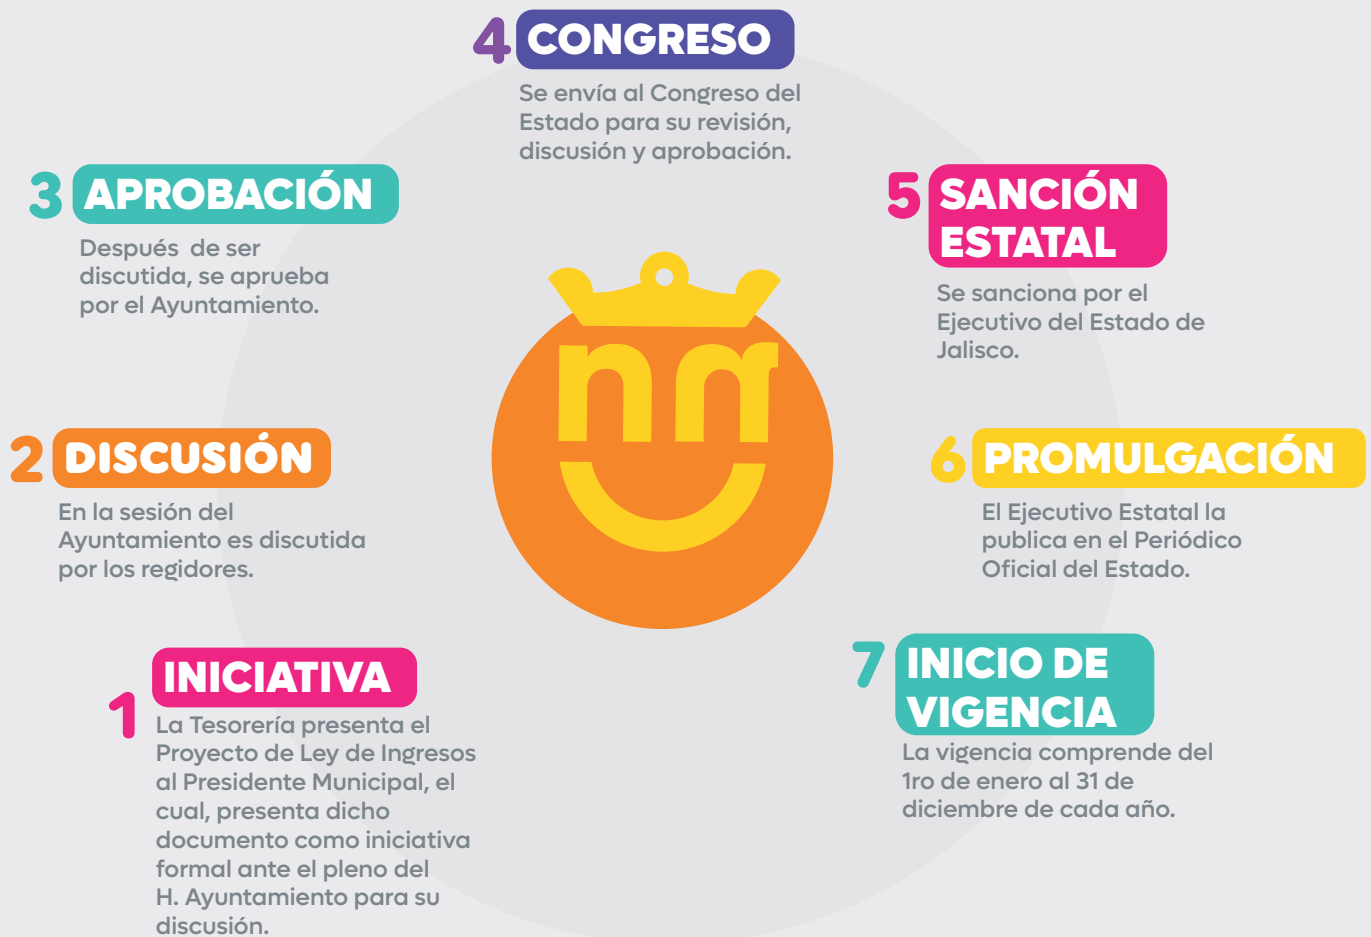 4 CONGRESO
Se envía al Congreso del
Estado para su revisión,
discusión y aprobación.
3 APROBACIÓN
Después de ser
discutida, se aprueba
por el Ayuntamiento.
5 SANCIÓN
ESTATAL
Se sanciona por el
Ejecutivo del Estado de
Jalisco.
2 DISCUSIÓN
En la sesión del
Ayuntamiento es discutida
por los regidores.
6 PROMULGACIÓN
El Ejecutivo Estatal la
publica en el Periódico
Oficial del Estado.
1 INICIATIVA
La Tesorería presenta el
Proyecto de Ley de Ingresos
al Presidente Municipal, el
cual, presenta dicho
documento como iniciativa
formal ante el pleno del
H. Ayuntamiento para su
discusión.
7 INICIO DE
VIGENCIA
La vigencia comprende del
1ro de enero al 31 de
diciembre de cada año.